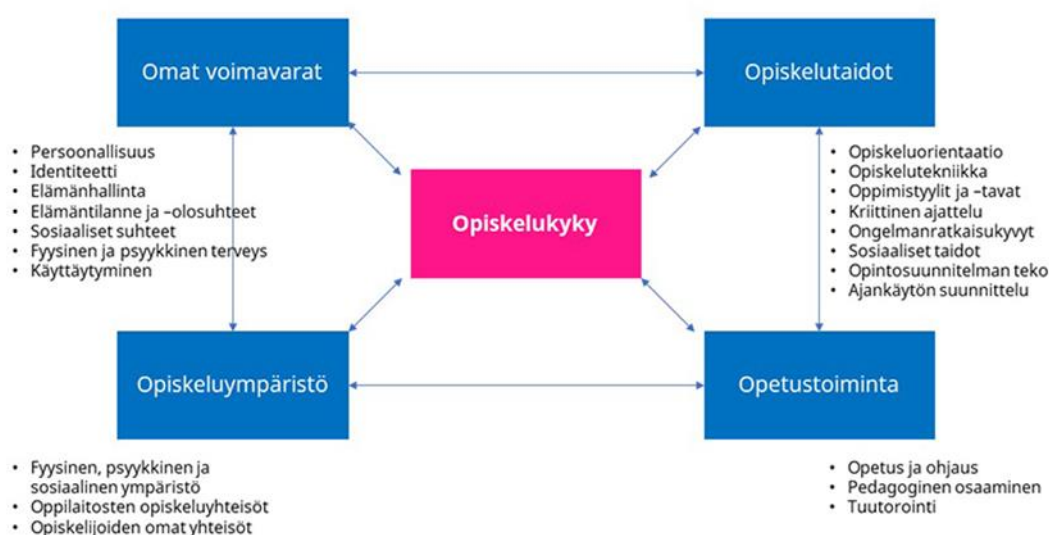 Omat voimavarat
Opiskelutaidot
• Persoonallisuus
• Identiteetti
• Elämänhallinta
• Elämäntilanne ja –olosuhteet
• Sosiaaliset suhteet
• Fyysinen ja psyykkinen terveys
• Käyttäytyminen
Opiskelukyky
• Opiskeluorientaatio
• Opiskelutekniikka
• Oppimistyylit ja –tavat
• Kriittinen ajattelu
• Ongelmanratkaisukyvyt
• Sosiaaliset taidot
• Opintosuunnitelman teko
• Ajankäytön suunnittelu
Opiskeluympäristö
Opetustoiminta
• Fyysinen, psyykkinen ja
sosiaalinen ympäristö
• Oppilaitosten opiskeluyhteisöt
• Opiskelijoiden omat yhteisöt
• Opetus ja ohjaus
• Pedagoginen osaaminen
• Tuutorointi